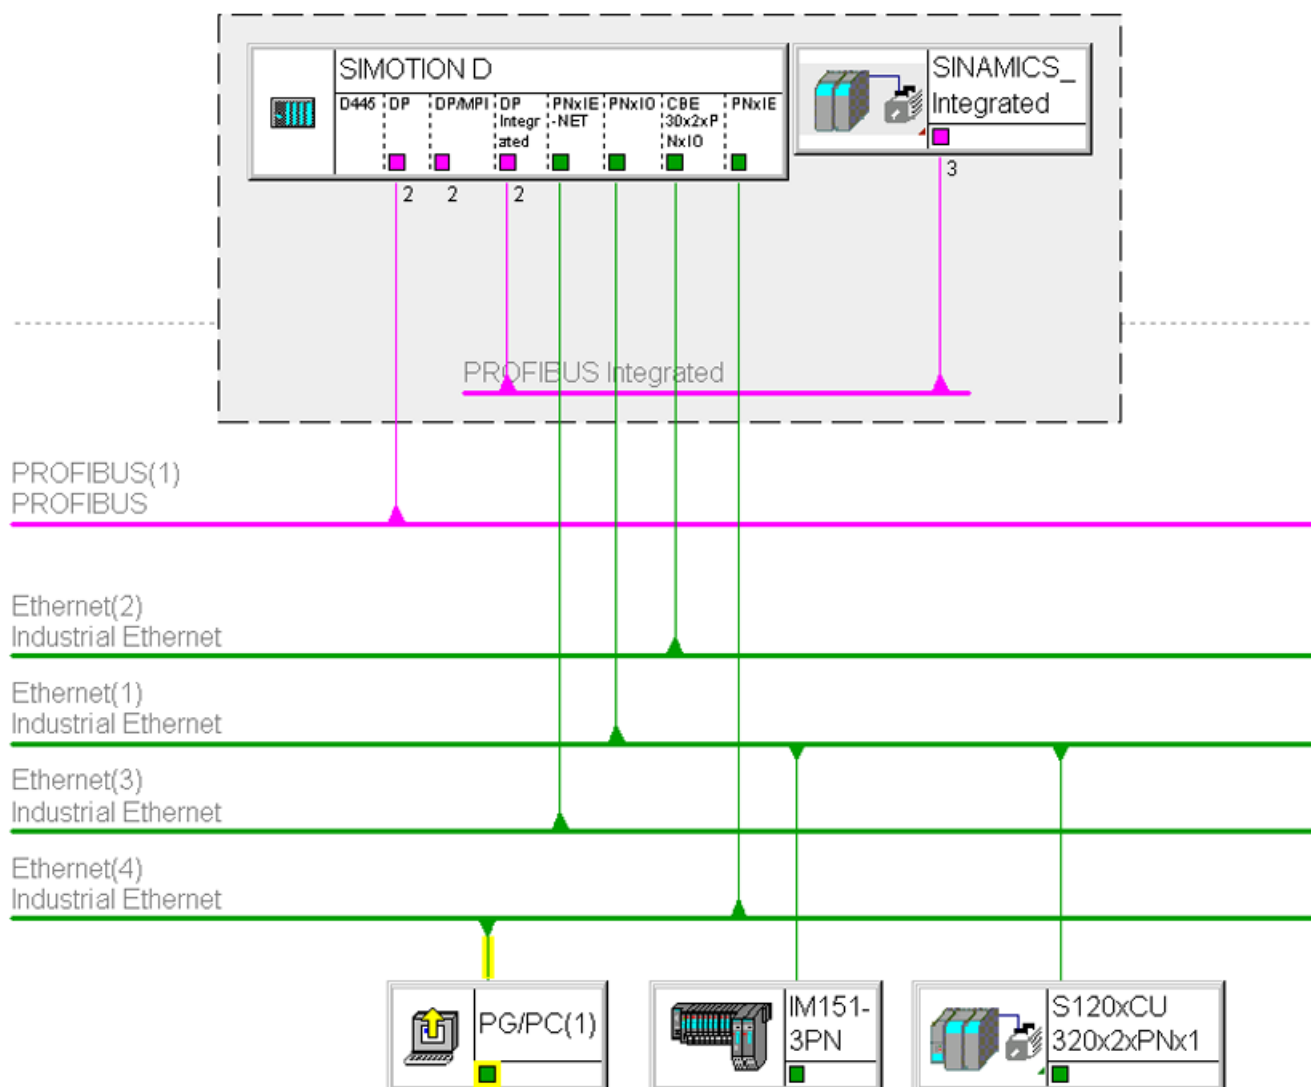 SIMOTION D
D445
DP
DP/MPI
DP
Integr
ated
PNxIE
-NET
PNxIO
CBE
30x2xP
NxIO
PNxIE
2
2
2
SINAMICS_
Integrated
3
PROFIBUS Integrated
PROFIBUS(1)
PROFIBUS
Ethernet(2)
Industrial Ethernet
Ethernet(1)
Industrial Ethernet
Ethernet(3)
Industrial Ethernet
Ethernet(4)
Industrial Ethernet
PG/PC(1)
IM151-
3PN
S120xCU
320x2xPNx1